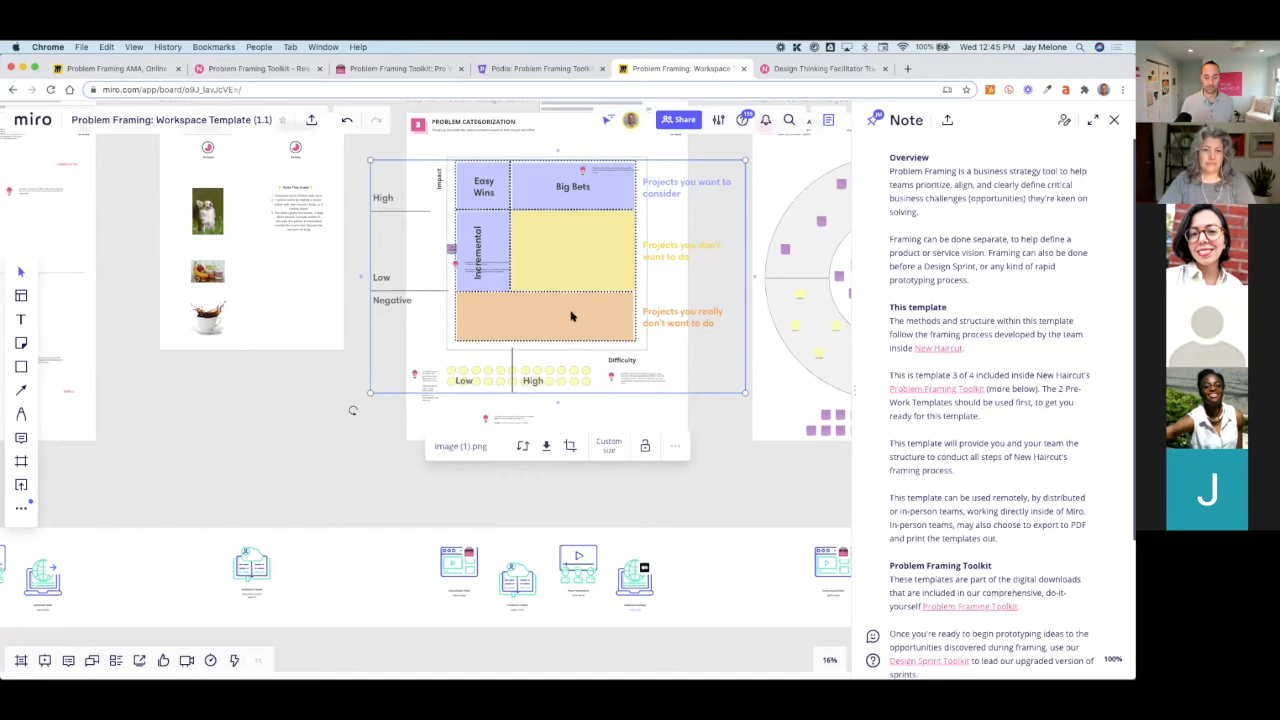 Chrome File Edit View History Bookmarks People Tab Window Help
100% Wed 12:45 PM Jay Melone
Problem Framing AMA, Online
Problem Framing Toolkit - Rele
Problem Framing Toolkit: Pro
Podia: Problem Framing Toolkit
Problem Framing: Workspace T
Design Thinking Facilitator Tra
miro.com/app/board/o9J_lavJcVE=/
miro Problem Framing: Workspace Template (1.1)
PROBLEM CATEGORIZATION
Share
Impact
Easy
Wins
Big Bets
High
Incremental
Low
Negative
Projects you want to
consider
Projects you don't
want to do
Projects you really
don't want to do
Difficulty
Low
High
image (1).png
Custom
size
16%
Note
Overview
Problem Framing is a business strategy tool to help
teams prioritize, align, and clearly define critical
business challenges (opportunities) they're keen on
solving.
Framing can be done separate, to help define a
product or service vision. Framing can also be done
before a Design Sprint, or any kind of rapid
prototyping process.
This template
The methods and structure within this template
follow the framing process developed by the team
inside New Haircut.
This is template 3 of 4 included inside New Haircut's
Problem Framing Toolkit (more below). The 2 Pre-
Work Templates should be used first, to get you
ready for this template.
This template will provide you and your team the
structure to conduct all steps of New Haircut's
framing process.
This template can be used remotely, by distributed
or in-person teams, working directly inside of Miro.
In-person teams, may also choose to export to PDF
and print the templates out.
Problem Framing Toolkit
These templates are part of the digital downloads
that are included in our comprehensive, do-it-
yourself Problem Framing Toolkit.
Once you're ready to begin prototyping ideas to the
opportunities discovered during framing, use our
Design Sprint Toolkit to lead our upgraded version of
sprints.
100%
J